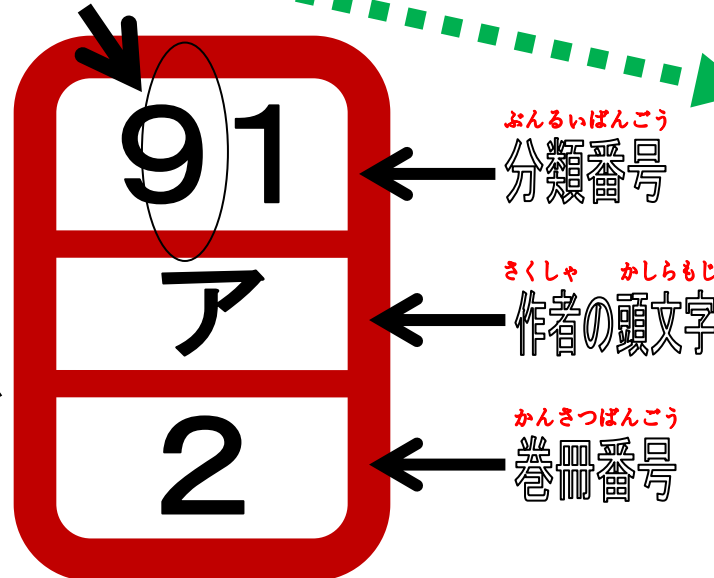 91
ぶんるいばんごう
分類番号
ア
さくしゃ かしらもじ
作者の頭文字
2
かんさつばんごう
巻冊番号